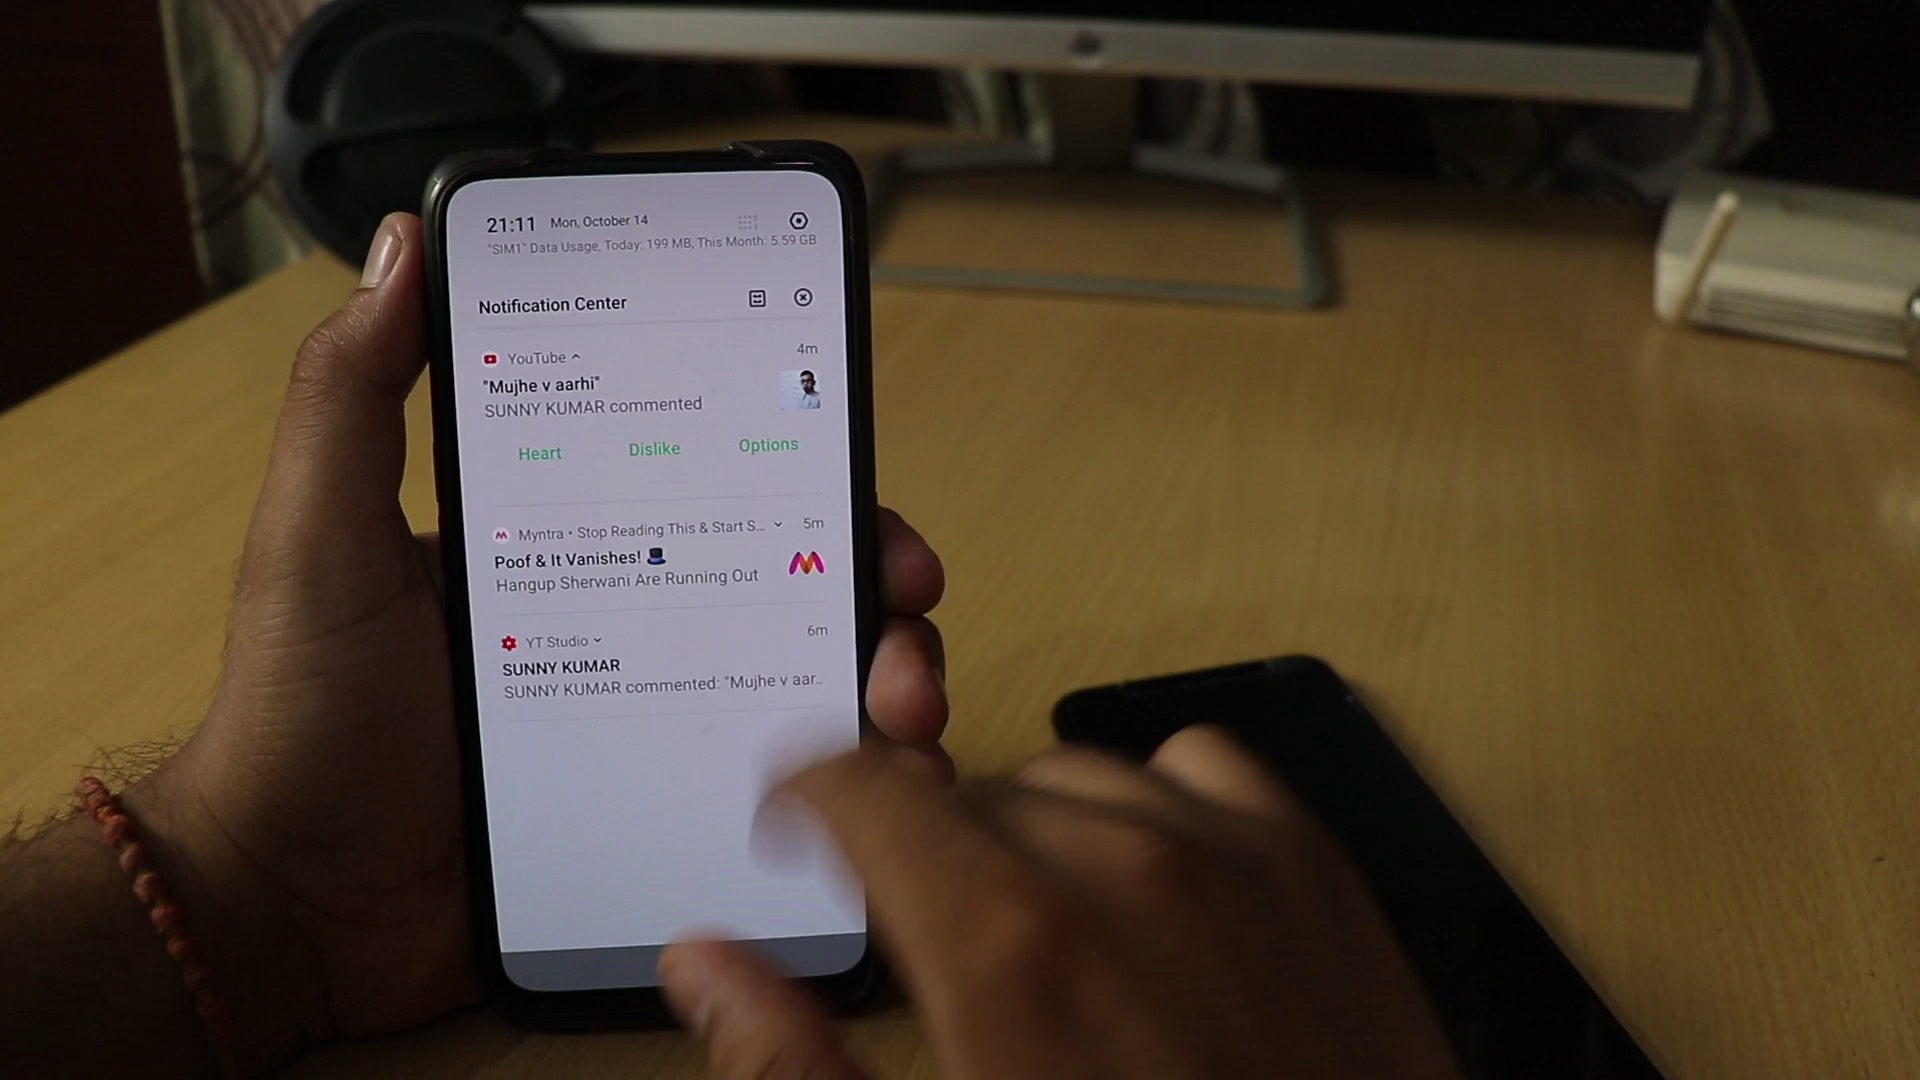 21:11 Mon, October 14
"SIM1" Data Usage, Today: 199 MB, This Month: 5.59 GB
Notification Center
YouTube 4m
"Mujhe v aarhi"
SUNNY KUMAR commented
Heart Dislike Options
Myntra • Stop Reading This & Start S... 5m
Poof & It Vanishes! 🎩
Hangup Sherwani Are Running Out
YT Studio 6m
SUNNY KUMAR
SUNNY KUMAR commented: "Mujhe v aar..